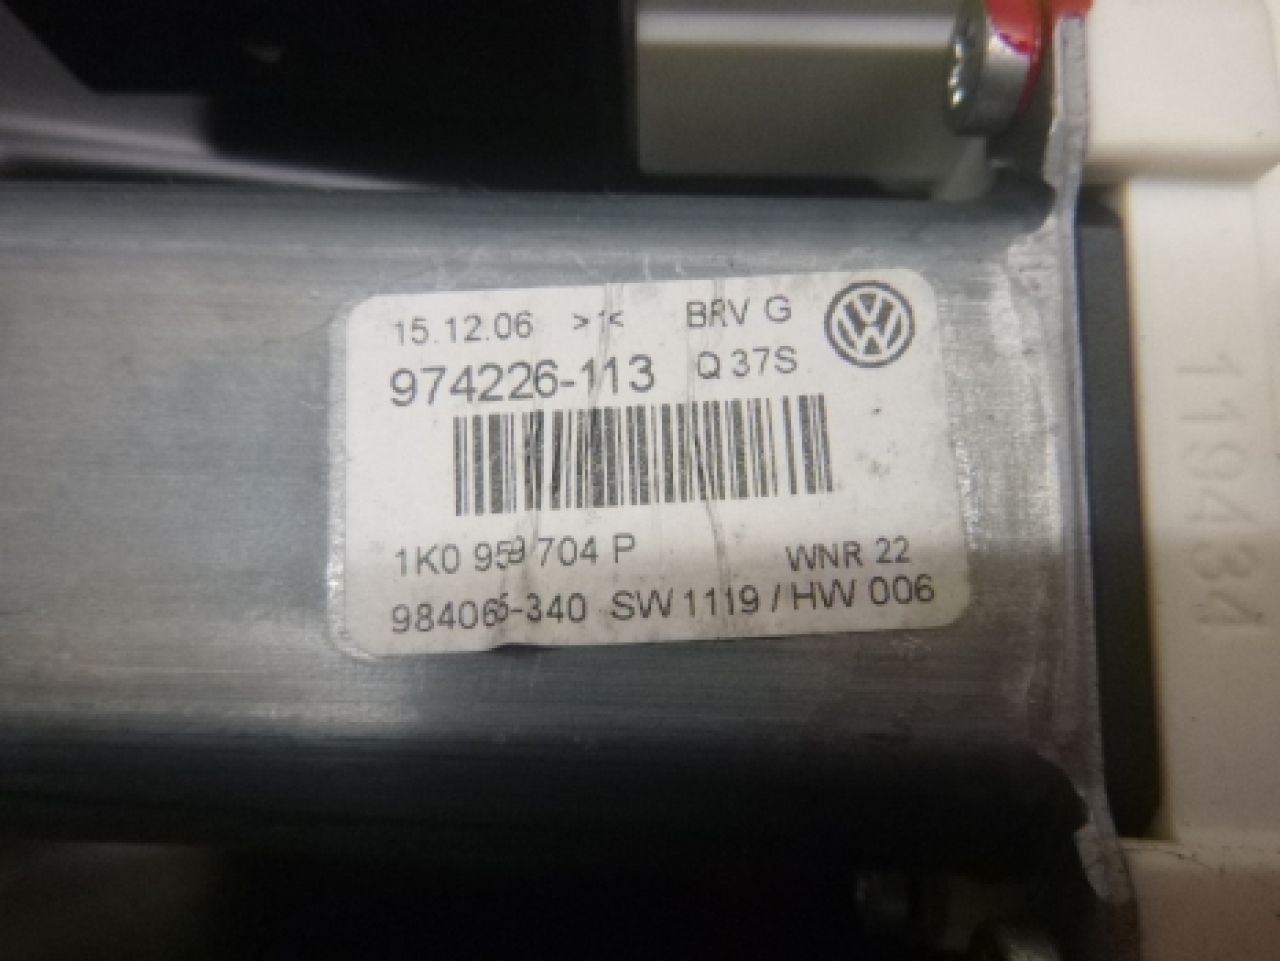 15.12.06 >1< BRV G
974226-113 Q 37S
1K0 959 704 P WNR 22
984065-340 SW 1119 / HW 006
119434